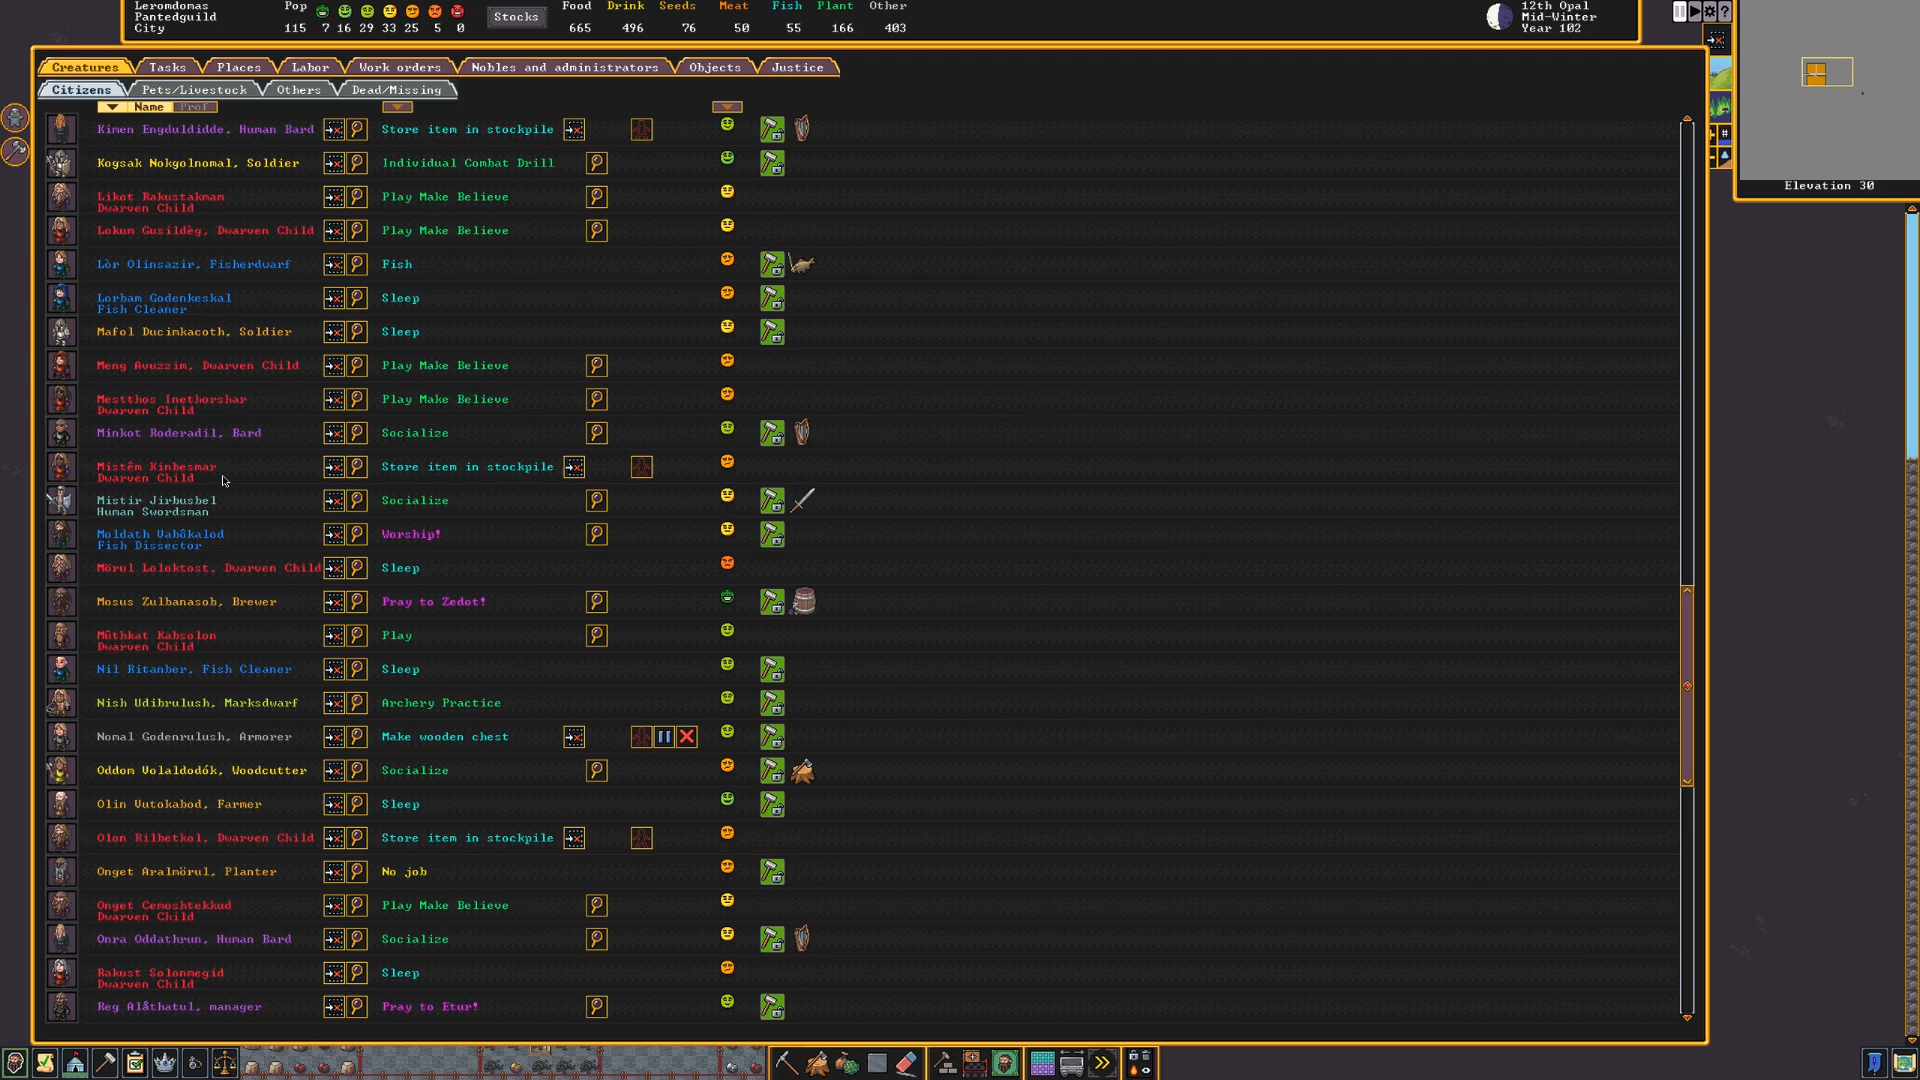 Leromdomas
Pantedguild
City
Pop
115 7 16 29 33 25 5 0
Stocks
Food Drink Seeds Meat Fish Plant Other
665 496 76 50 55 166 403
12th Opal
Mid-Winter
Year 102
Elevation 30
Creatures Tasks Places Labor Work orders Nobles and administrators Objects Justice
Citizens Pets/Livestock Others Dead/Missing
Name Prof
Kimen Engduldidde, Human Bard Store item in stockpile
Kogsak Nokgolnomal, Soldier Individual Combat Drill
Likot Rakustakmam
Dwarven Child
Play Make Believe
Lokum Gusildèg, Dwarven Child Play Make Believe
Lòr Olinsazir, Fisherdwarf Fish
Lorbam Godenkeskal
Fish Cleaner
Sleep
Mafol Ducimkacoth, Soldier Sleep
Meng Avuzzim, Dwarven Child Play Make Believe
Mestthos Inethorshar
Dwarven Child
Play Make Believe
Minkot Roderadil, Bard Socialize
Mistêm Kinbesmar
Dwarven Child
Store item in stockpile
Mistir Jirbusbel
Human Swordsman
Socialize
Moldath Vabôkalod
Fish Dissector
Worship!
Mörul Loloktost, Dwarven Child Sleep
Mosus Zulbanasob, Brewer Pray to Zedot!
Mûthkat Kabsolon
Dwarven Child
Play
Nil Ritanber, Fish Cleaner Sleep
Nish Udibrulush, Marksdwarf Archery Practice
Nomal Godenrulush, Armorer Make wooden chest
Oddom Volaldodók, Woodcutter Socialize
Olin Vutokabod, Farmer Sleep
Olon Rilbetkol, Dwarven Child Store item in stockpile
Onget Aralmörul, Planter No job
Onget Cemoshtekkud
Dwarven Child
Play Make Believe
Onra Oddathrun, Human Bard Socialize
Rakust Solonmegid
Dwarven Child
Sleep
Reg Alåthatul, manager Pray to Etur!